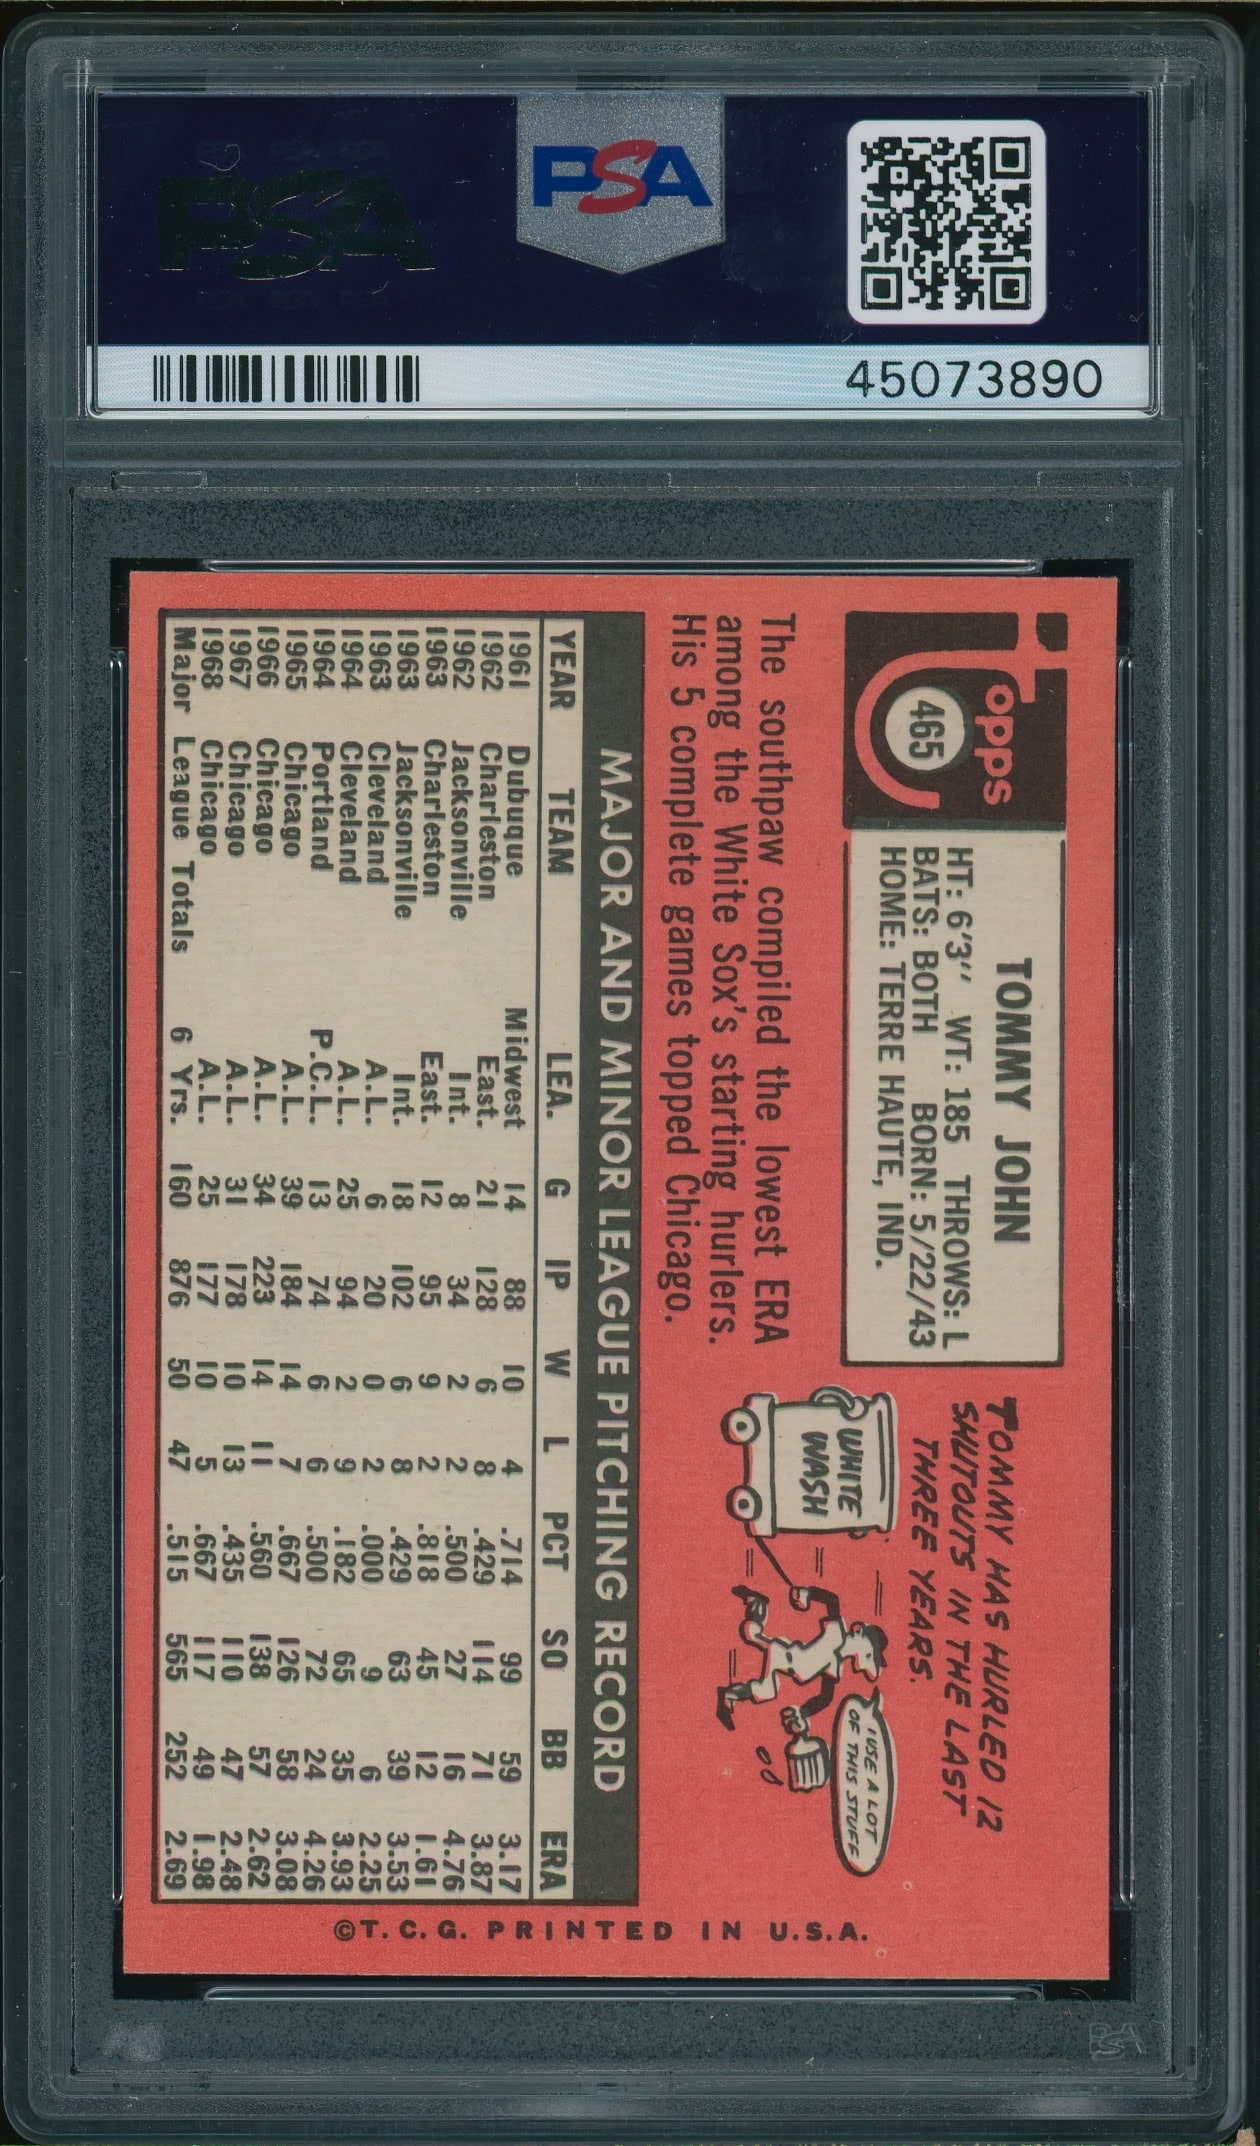 PSA
PSA
45073890
Topps
465
TOMMY JOHN
HT: 6'3'' WT: 185 THROWS: L
BATS: BOTH BORN: 5/22/43
HOME: TERRE HAUTE, IND.
TOMMY HAS HURLED 12
SHUTOUTS IN THE LAST
THREE YEARS.
WHITE
WASH
I USE A LOT
OF THIS STUFF
The southpaw compiled the lowest ERA
among the White Sox's starting hurlers.
His 5 complete games topped Chicago.
MAJOR AND MINOR LEAGUE PITCHING RECORD
YEAR TEAM LEA. G IP W L PCT SO BB ERA
1961 Dubuque Midwest 14 88 10 4 .714 99 59 3.17
1962 Charleston East. 21 128 6 8 .429 114 71 3.87
1962 Jacksonville Int. 8 34 2 2 .500 27 16 4.76
1963 Charleston East. 12 95 9 2 .818 45 12 1.61
1963 Jacksonville Int. 18 102 6 8 .429 63 39 3.53
1963 Cleveland A.L. 6 20 0 2 .000 9 6 2.25
1964 Cleveland A.L. 25 94 2 9 .182 65 35 3.93
1964 Portland P.C.L. 13 74 6 6 .500 72 24 4.26
1965 Chicago A.L. 39 184 14 7 .667 126 58 3.08
1966 Chicago A.L. 34 223 14 11 .560 138 57 2.62
1967 Chicago A.L. 31 178 10 13 .435 110 47 2.48
1968 Chicago A.L. 25 177 10 5 .667 117 49 1.98
Major League Totals 6 Yrs. 160 876 50 47 .515 565 252 2.69
©T.C.G. PRINTED IN U.S.A.
PSA